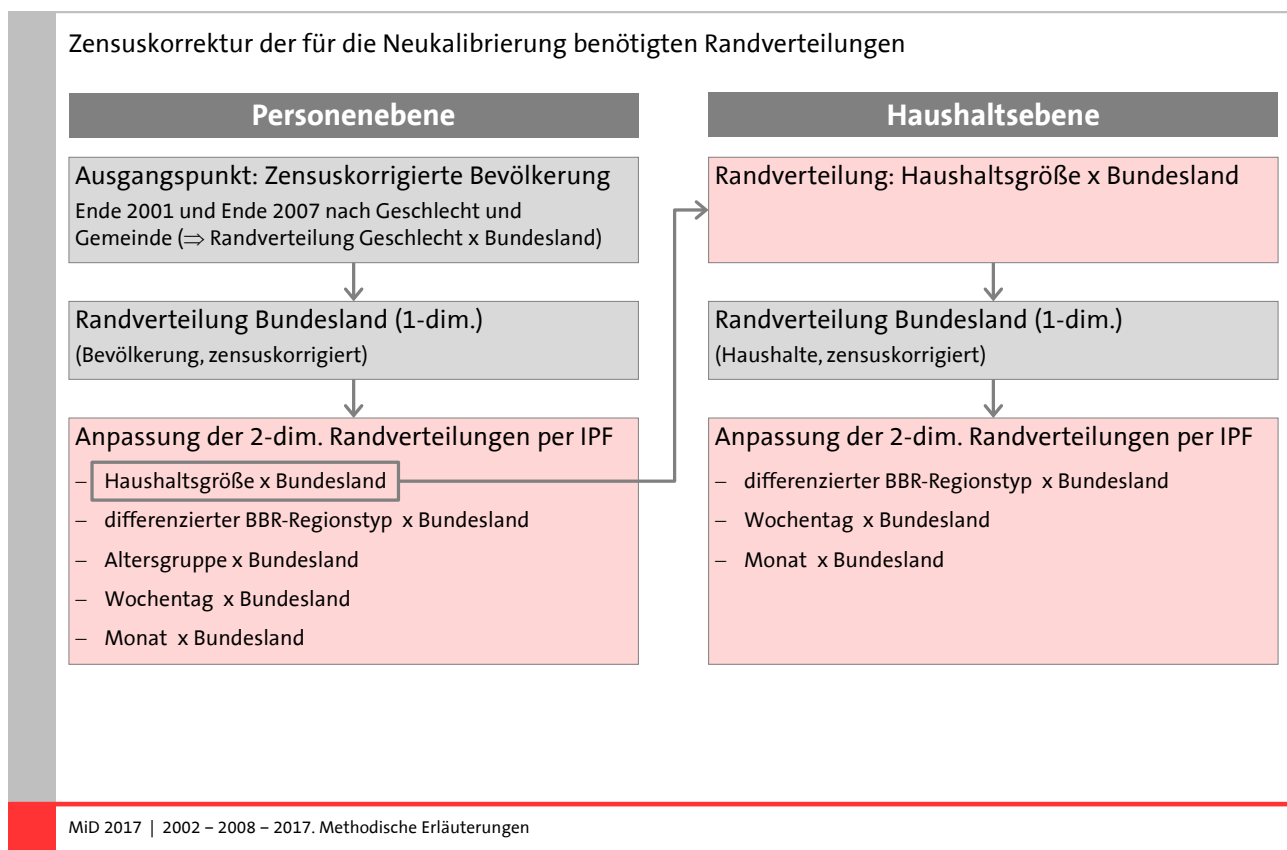 Zensuskorrektur der für die Neukalibrierung benötigten Randverteilungen
Personenebene
Ausgangspunkt: Zensuskorrigierte Bevölkerung
Ende 2001 und Ende 2007 nach Geschlecht und
Gemeinde (⇒ Randverteilung Geschlecht x Bundesland)
Randverteilung Bundesland (1-dim.)
(Bevölkerung, zensuskorrigiert)
Anpassung der 2-dim. Randverteilungen per IPF
– Haushaltsgröße x Bundesland
– differenzierter BBR-Regionstyp x Bundesland
– Altersgruppe x Bundesland
– Wochentag x Bundesland
– Monat x Bundesland
Haushaltsebene
Randverteilung: Haushaltsgröße x Bundesland
Randverteilung Bundesland (1-dim.)
(Haushalte, zensuskorrigiert)
Anpassung der 2-dim. Randverteilungen per IPF
– differenzierter BBR-Regionstyp x Bundesland
– Wochentag x Bundesland
– Monat x Bundesland
MiD 2017 | 2002 – 2008 – 2017. Methodische Erläuterungen